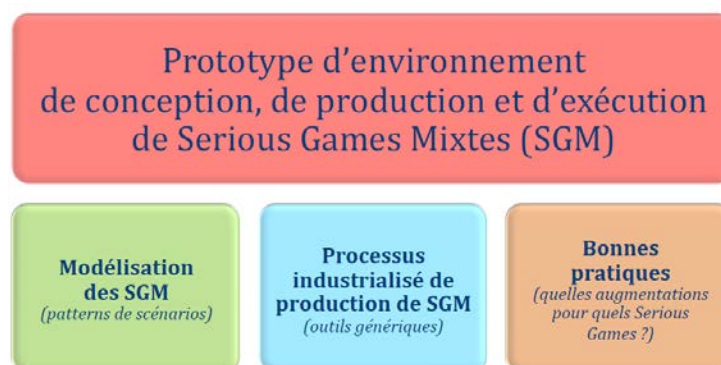 Prototype d’environnement
de conception, de production et d’exécution
de Serious Games Mixtes (SGM)
Modélisation
des SGM
(patterns de scénarios)
Processus
industrialisé de
production de SGM
(outils génériques)
Bonnes
pratiques
(quelles augmentations
pour quels Serious
Games ?)